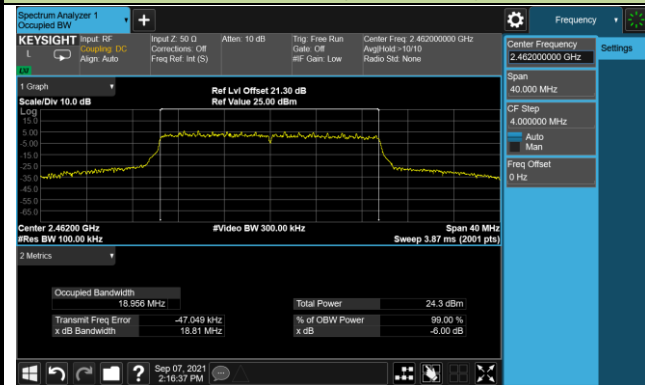 Spectrum Analyzer 1
Occupied BW
Frequency
KEYSIGHT
L
Input: RF
Coupling: DC
Align: Auto
Input Z: 50 Ω
Corrections: Off
Freq Ref: Int (S)
Atten: 10 dB
Trig: Free Run
Gate: Off
#IF Gain: Low
Center Freq: 2.462000000 GHz
Avg|Hold:>10/10
Radio Std: None
1 Graph
Scale/Div 10.0 dB
Ref Lvl Offset 21.30 dB
Ref Value 25.00 dBm
Log
15.0
5.00
-5.00
-15.0
-25.0
-35.0
-45.0
-55.0
-65.0
Center 2.46200 GHz
#Video BW 300.00 kHz
Span 40 MHz
#Res BW 100.00 kHz
Sweep 3.87 ms (2001 pts)
2 Metrics
Occupied Bandwidth
18.956 MHz
Total Power 24.3 dBm
Transmit Freq Error -47.049 kHz
% of OBW Power 99.00 %
x dB Bandwidth 18.81 MHz
x dB -6.00 dB
Sep 07, 2021
2:16:37 PM
Center Frequency
2.462000000 GHz
Settings
Span
40.000 MHz
CF Step
4.000000 MHz
Auto
Man
Freq Offset
0 Hz